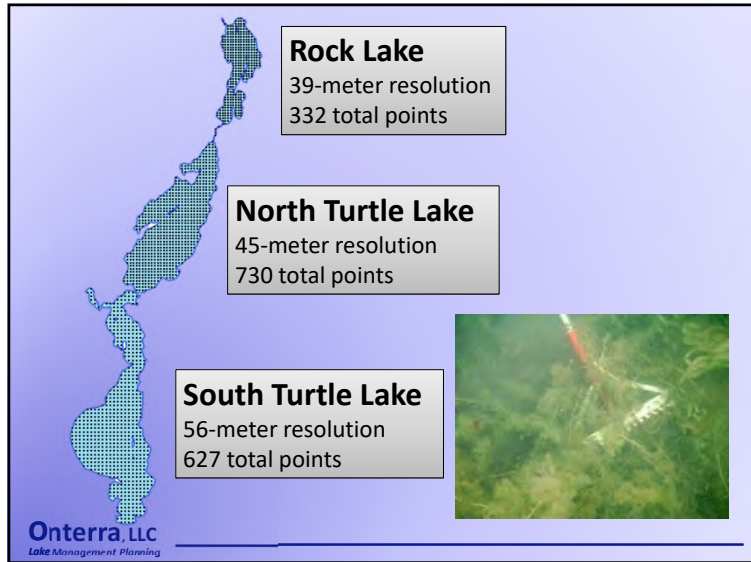 Rock Lake
39-meter resolution
332 total points
North Turtle Lake
45-meter resolution
730 total points
South Turtle Lake
56-meter resolution
627 total points
Onterra, LLC
Lake Management Planning